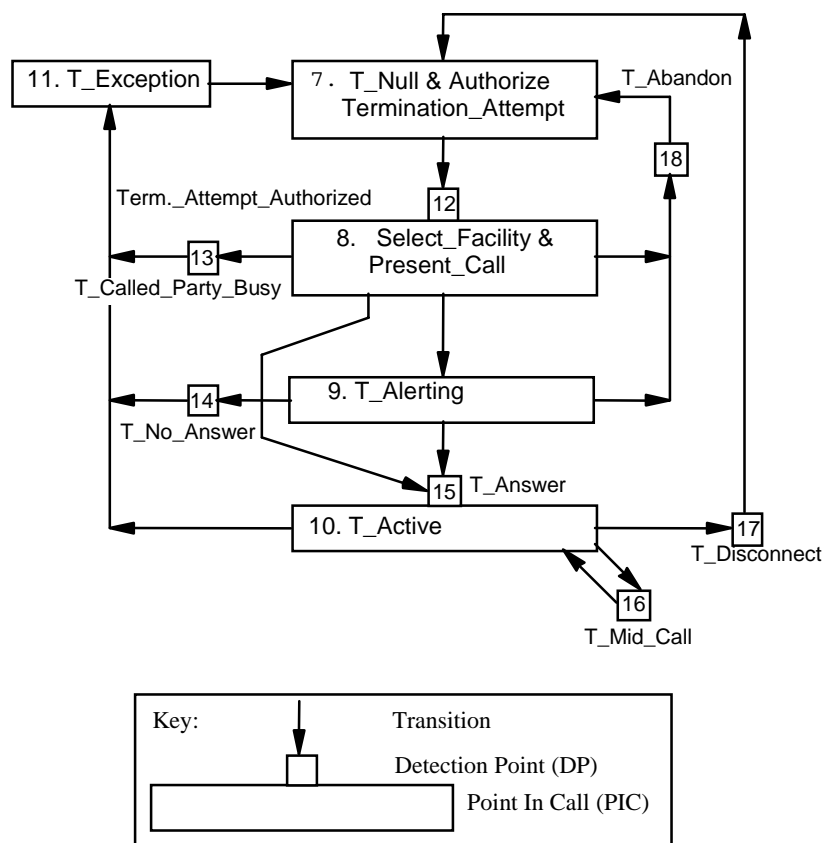 11. T_Exception
7. T_Null & Authorize
Termination_Attempt
T_Abandon
18
Term._Attempt_Authorized
12
8. Select_Facility &
Present_Call
13
T_Called_Party_Busy
9. T_Alerting
14
T_No_Answer
15
T_Answer
10. T_Active
17
T_Disconnect
16
T_Mid_Call
Key:
Transition
Detection Point (DP)
Point In Call (PIC)